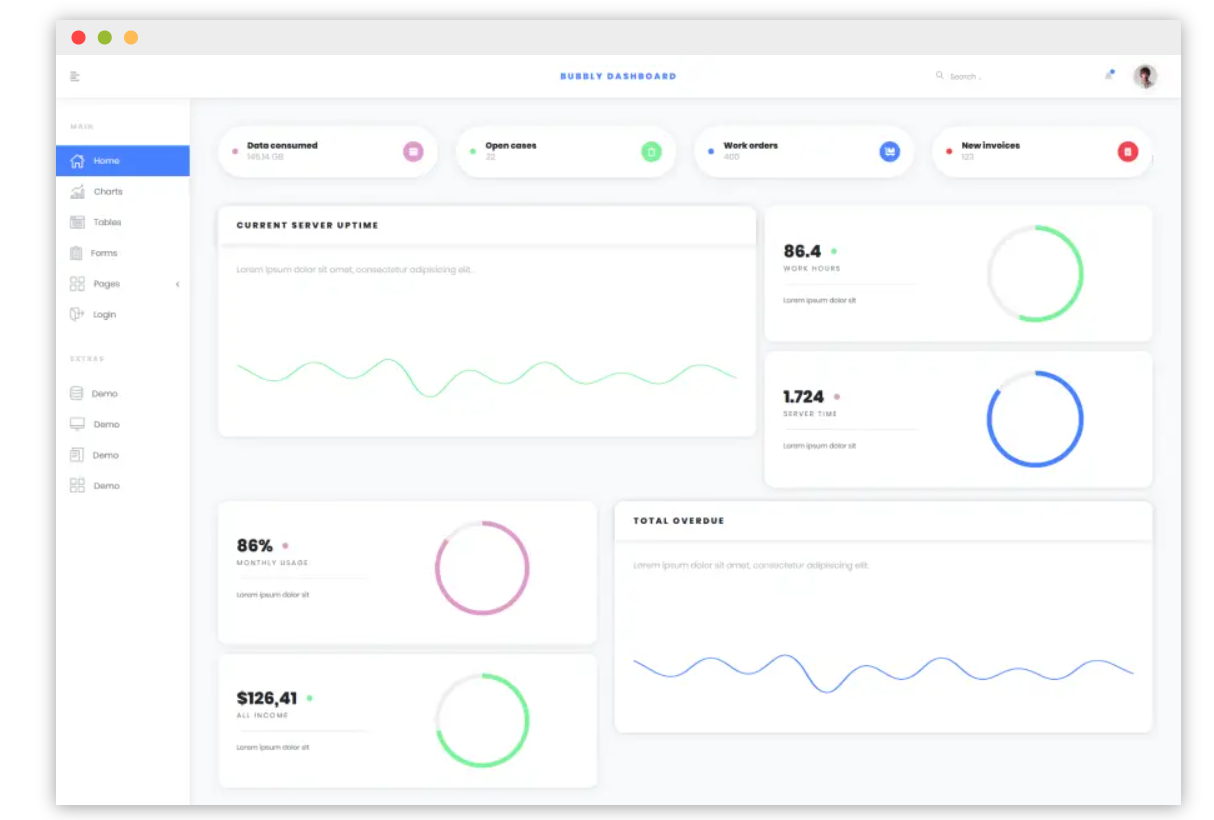 BUBBLY DASHBOARD
Search .
MAIN
Home
Charts
Tables
Forms
Pages
Login
EXTRAS
Demo
Demo
Demo
Demo
Data consumed
145,14 GB
Open cases
22
Work orders
400
New invoices
123
CURRENT SERVER UPTIME
Lorem ipsum dolor sit amet, consectetur adipisicing elit.
86.4
WORK HOURS
Lorem ipsum dolor sit
1.724
SERVER TIME
Lorem ipsum dolor sit
86%
MONTHLY USAGE
Lorem ipsum dolor sit
$126,41
ALL INCOME
Lorem ipsum dolor sit
TOTAL OVERDUE
Lorem ipsum dolor sit amet, consectetur adipisicing elit.